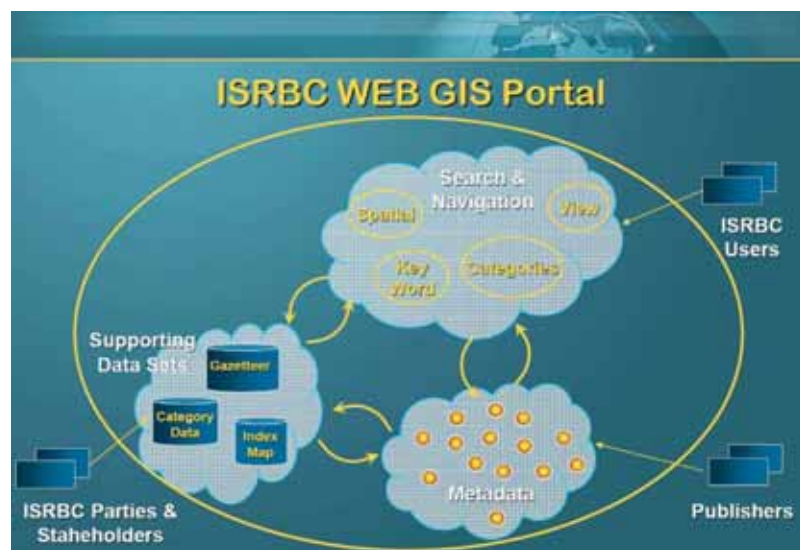 ISRBC WEB GIS Portal
Search &
Navigation
Spatial
View
Key
Word
Categories
ISRBC
Users
Supporting
Data Sets
Gazetteer
Category
Data
Index
Map
Metadata
ISRBC Parties &
Staheholders
Publishers